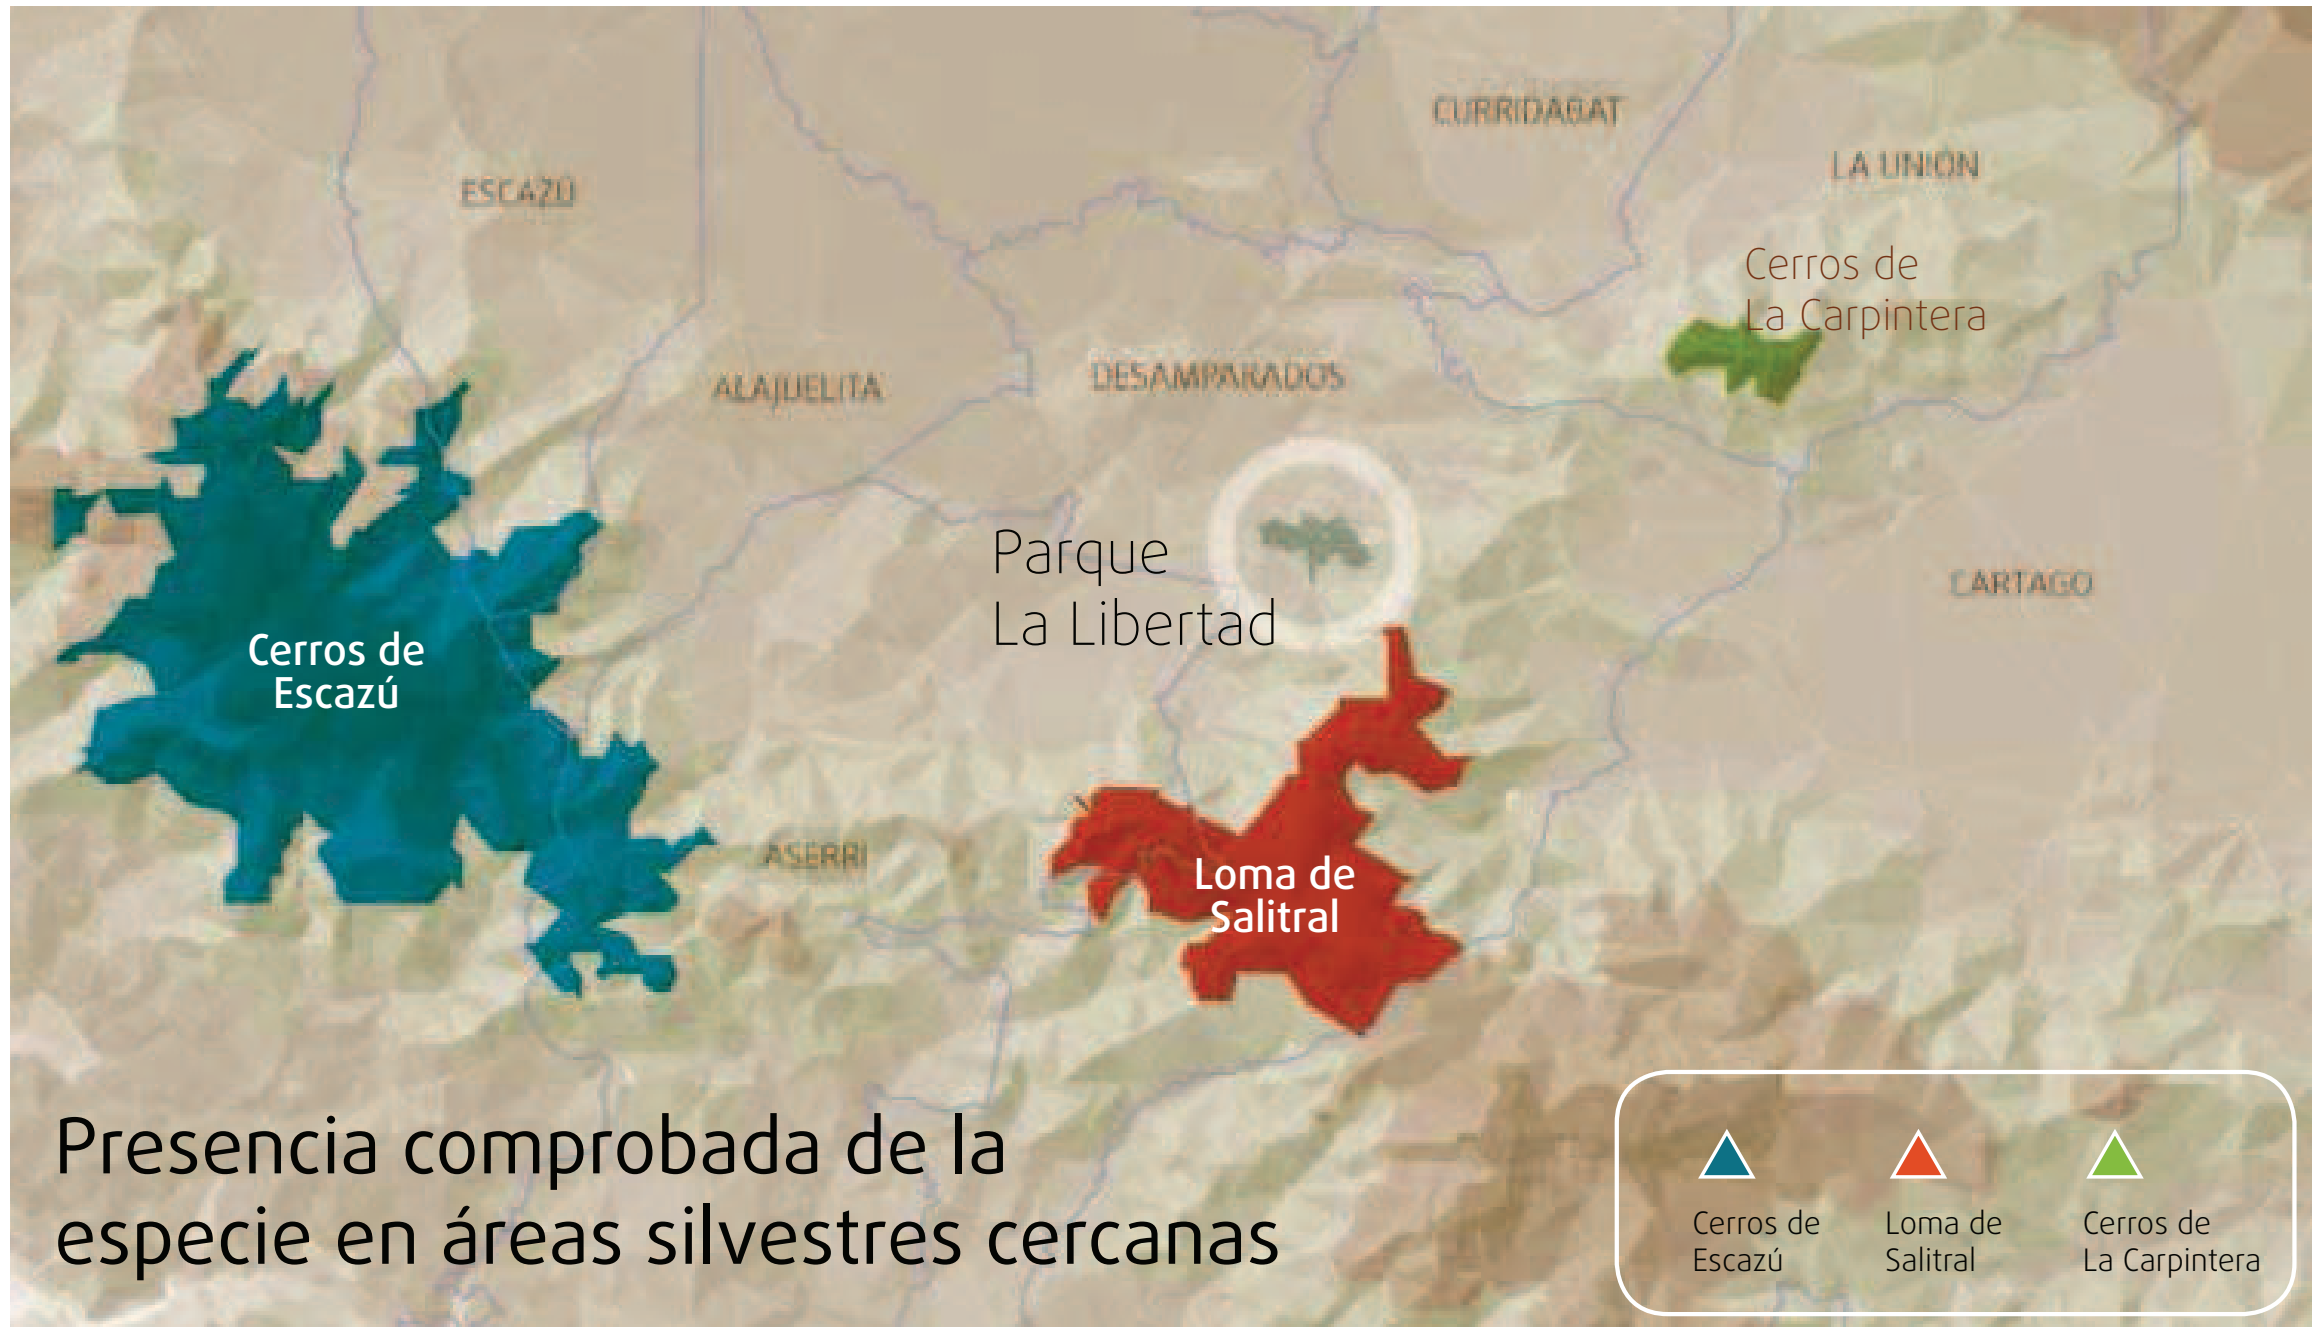 CURRIDABAT
LA UNIÓN
ESCAZÚ
Cerros de
La Carpintera
ALAJUELITA
DESAMPARADOS
Parque
La Libertad
CARTAGO
Cerros de
Escazú
ASERRÍ
Loma de
Salitral
Presencia comprobada de la
especie en áreas silvestres cercanas
Cerros de
Escazú
Loma de
Salitral
Cerros de
La Carpintera